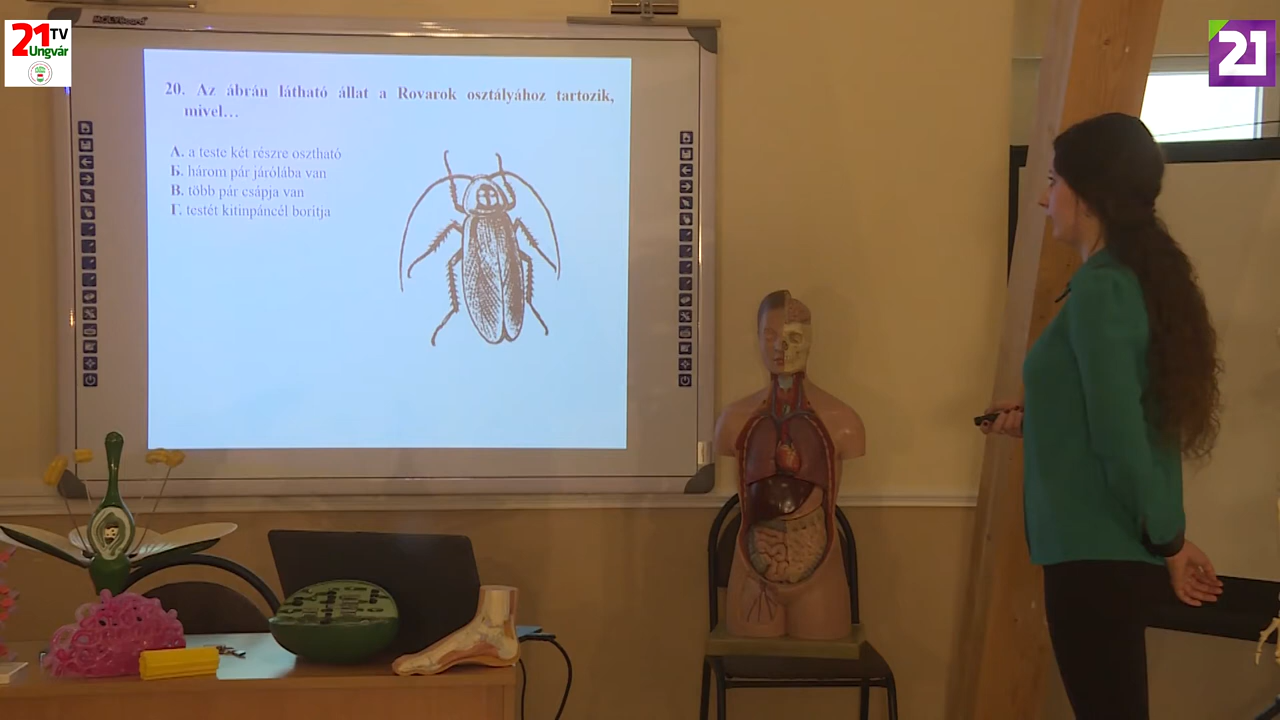 21 TV
Ungvár
21
20. Az ábrán látható állat a Rovarok osztályához tartozik,
mivel…
А. a teste két részre osztható
Б. három pár járólába van
В. több pár csápja van
Г. testét kitinpáncél borítja